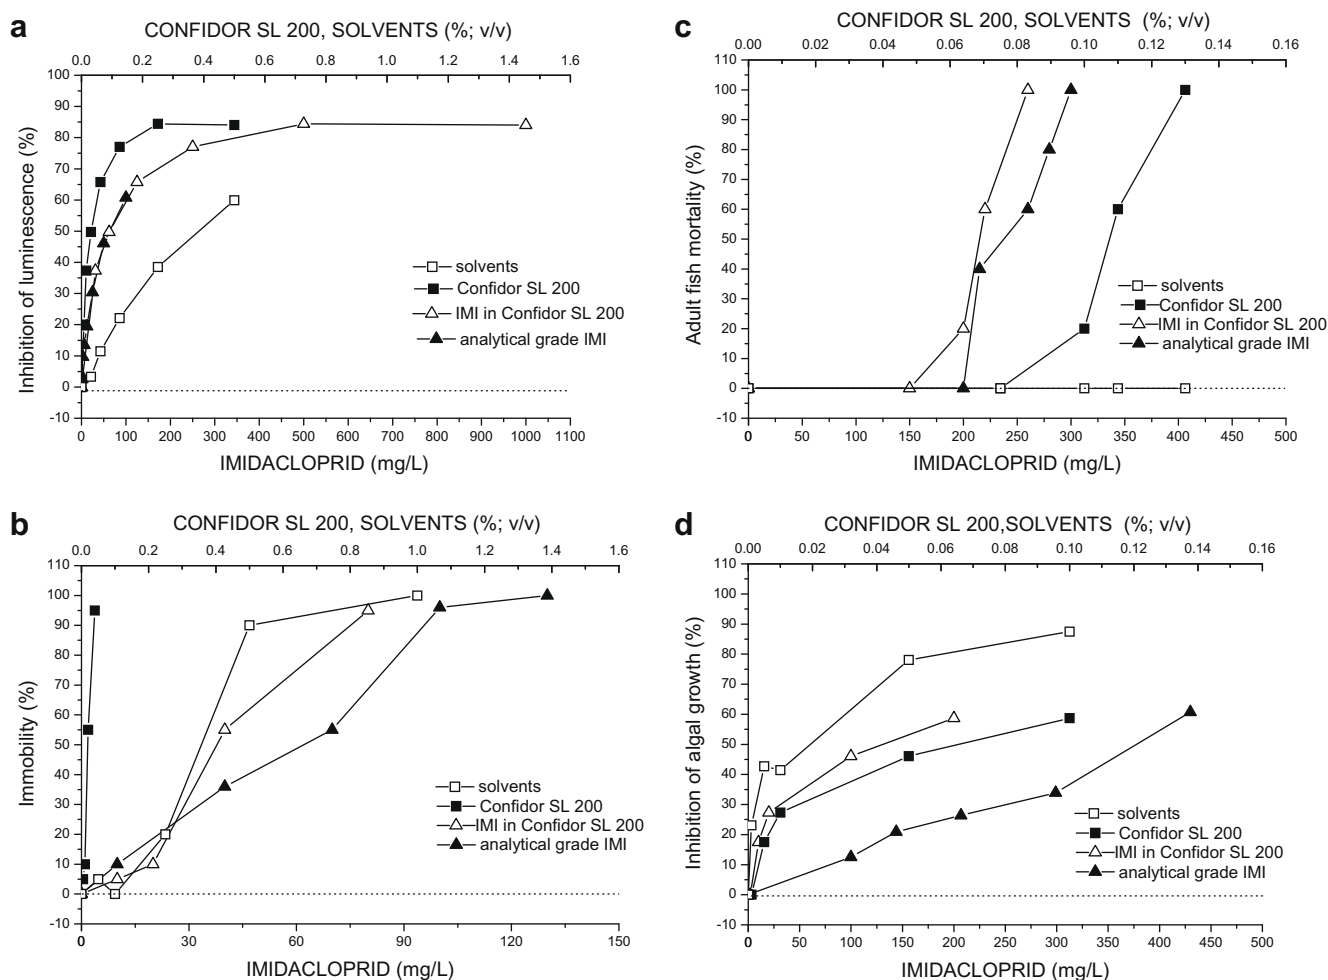 a
CONFIDOR SL 200, SOLVENTS (%; v/v)
0.0 0.2 0.4 0.6 0.8 1.0 1.2 1.4 1.6
100
90
80
70
60
50
40
30
20
10
0
-10
Inhibition of luminescence (%)
solvents
Confidor SL 200
IMI in Confidor SL 200
analytical grade IMI
0 100 200 300 400 500 600 700 800 900 1000 1100
IMIDACLOPRID (mg/L)
c
CONFIDOR SL 200, SOLVENTS (%; v/v)
0.00 0.02 0.04 0.06 0.08 0.10 0.12 0.14 0.16
110
100
90
80
70
60
50
40
30
20
10
0
-10
Adult fish mortality (%)
solvents
Confidor SL 200
IMI in Confidor SL 200
analytical grade IMI
0 50 100 150 200 250 300 350 400 450 500
IMIDACLOPRID (mg/L)
b
CONFIDOR SL 200, SOLVENTS (%; v/v)
0.0 0.2 0.4 0.6 0.8 1.0 1.2 1.4 1.6
110
100
90
80
70
60
50
40
30
20
10
0
-10
Immobility (%)
solvents
Confidor SL 200
IMI in Confidor SL 200
analytical grade IMI
0 30 60 90 120 150
IMIDACLOPRID (mg/L)
d
CONFIDOR SL 200,SOLVENTS (%; v/v)
0.00 0.02 0.04 0.06 0.08 0.10 0.12 0.14 0.16
110
100
90
80
70
60
50
40
30
20
10
0
-10
Inhibition of algal growth (%)
solvents
Confidor SL 200
IMI in Confidor SL 200
analytical grade IMI
0 50 100 150 200 250 300 350 400 450 500
IMIDACLOPRID (mg/L)